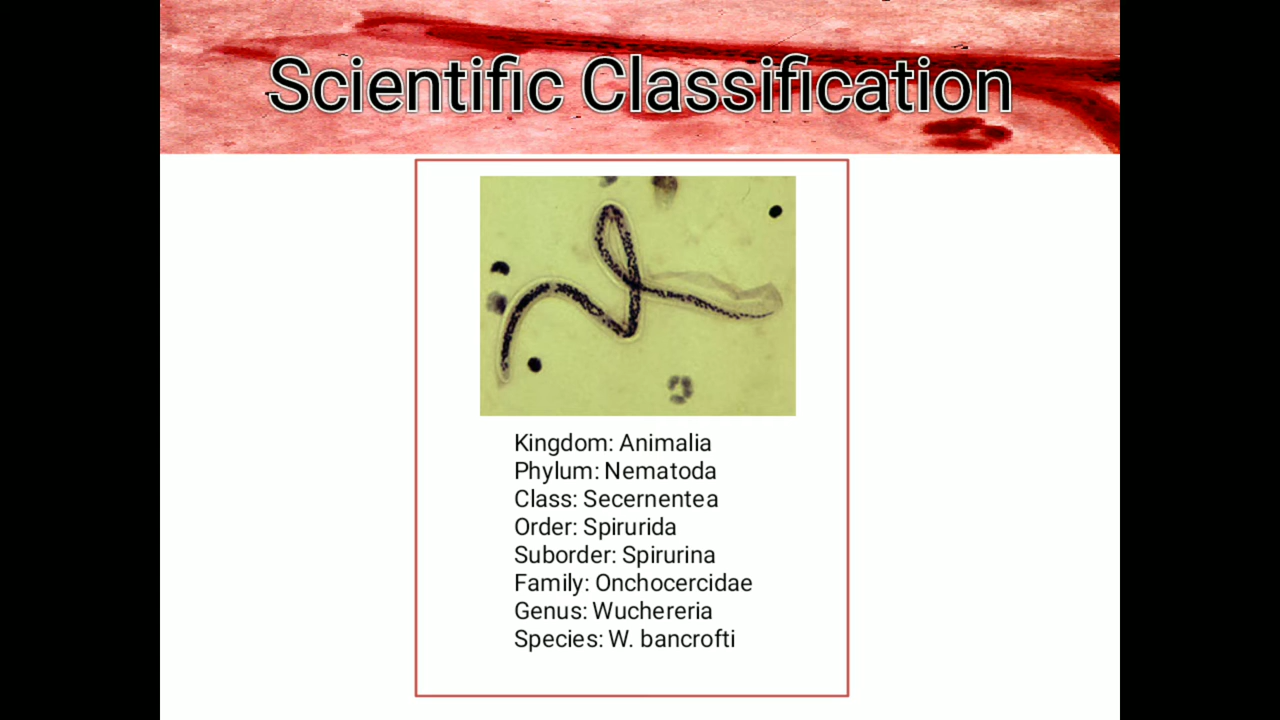 Scientific Classification
Kingdom: Animalia
Phylum: Nematoda
Class: Secernentea
Order: Spirurida
Suborder: Spirurina
Family: Onchocercidae
Genus: Wuchereria
Species: W. bancrofti